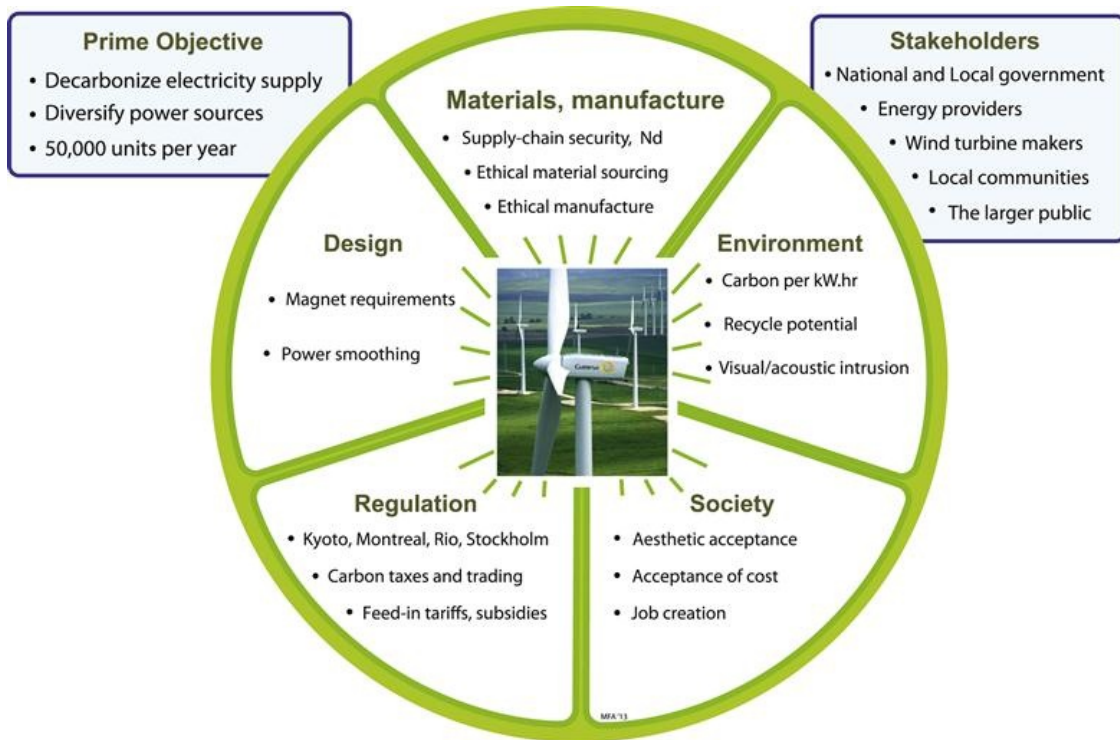 Prime Objective
• Decarbonize electricity supply
• Diversify power sources
• 50,000 units per year
Stakeholders
• National and Local government
• Energy providers
• Wind turbine makers
• Local communities
• The larger public
Materials, manufacture
• Supply-chain security, Nd
• Ethical material sourcing
• Ethical manufacture
Design
• Magnet requirements
• Power smoothing
Environment
• Carbon per kW.hr
• Recycle potential
• Visual/acoustic intrusion
Regulation
• Kyoto, Montreal, Rio, Stockholm
• Carbon taxes and trading
• Feed-in tariffs, subsidies
Society
• Aesthetic acceptance
• Acceptance of cost
• Job creation
MFA '13